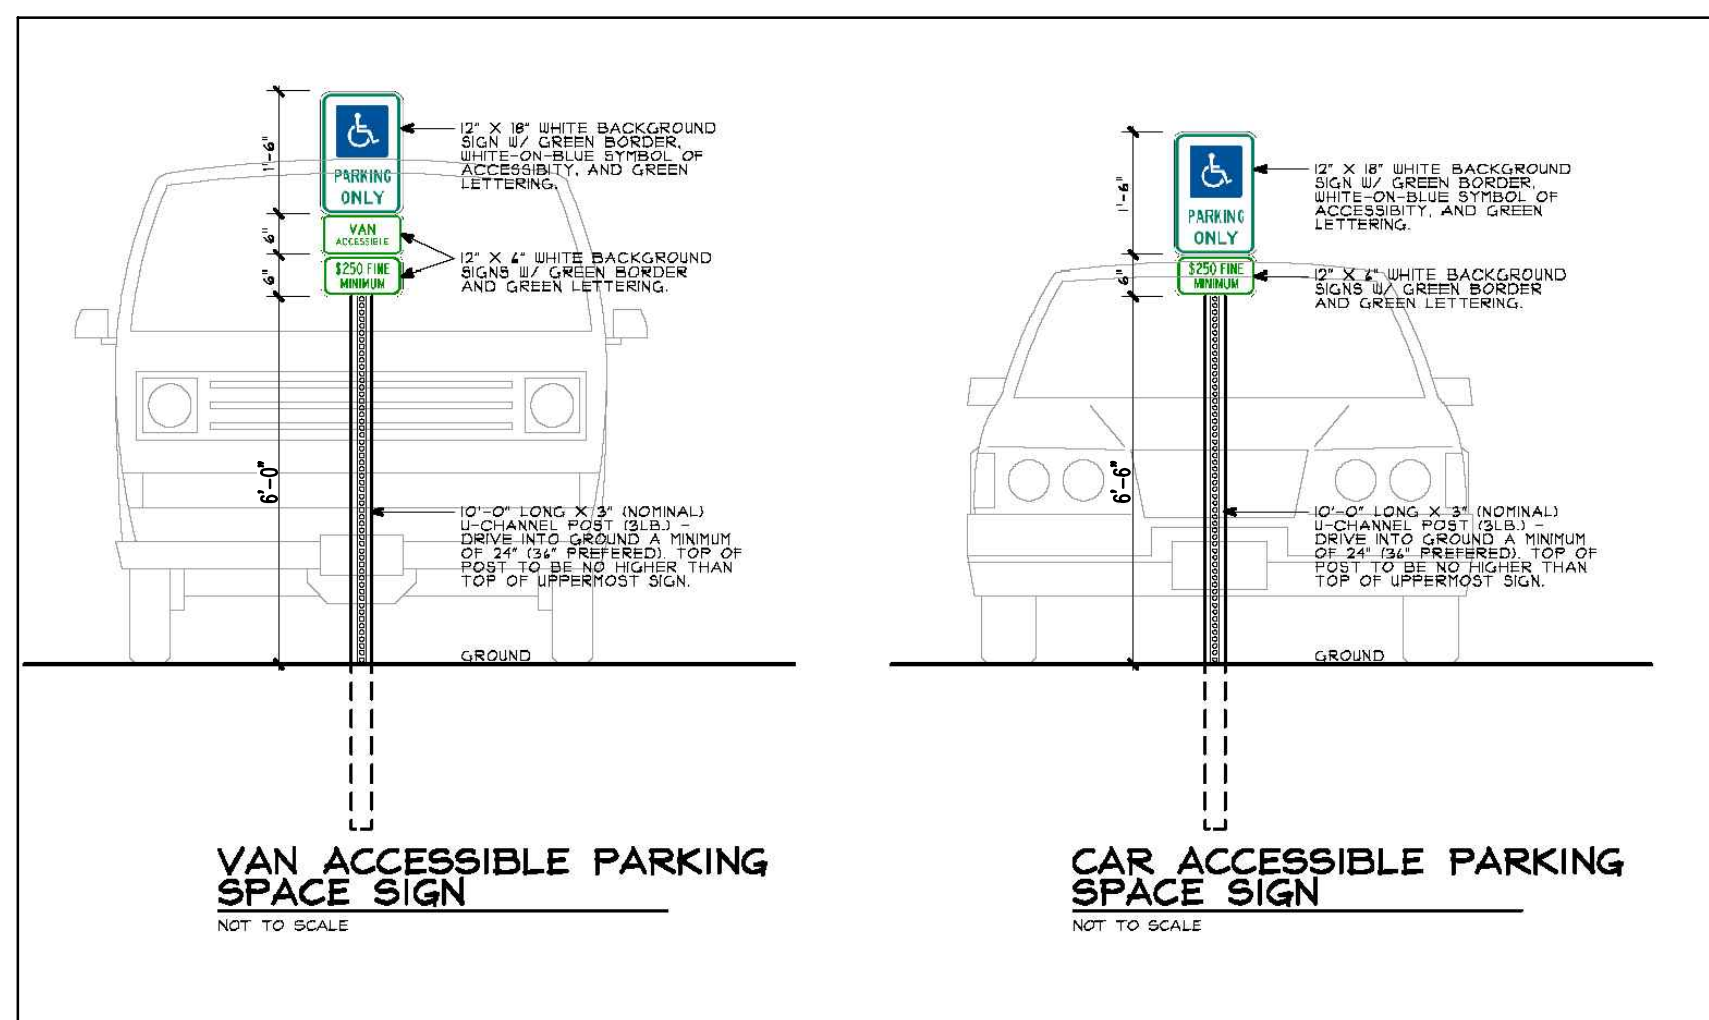 1'-6"
PARKING
ONLY
12" X 18" WHITE BACKGROUND
SIGN W/ GREEN BORDER,
WHITE-ON-BLUE SYMBOL OF
ACCESSIBITY, AND GREEN
LETTERING.
6"
VAN
ACCESSIBLE
6"
$250 FINE
MINIMUM
12" X 6" WHITE BACKGROUND
SIGNS W/ GREEN BORDER
AND GREEN LETTERING.
6'-0"
10'-0" LONG X 3" (NOMINAL)
U-CHANNEL POST (3LB.) -
DRIVE INTO GROUND A MINIMUM
OF 24" (36" PREFERED). TOP OF
POST TO BE NO HIGHER THAN
TOP OF UPPERMOST SIGN.
GROUND
VAN ACCESSIBLE PARKING
SPACE SIGN
NOT TO SCALE
1'-6"
PARKING
ONLY
12" X 18" WHITE BACKGROUND
SIGN W/ GREEN BORDER,
WHITE-ON-BLUE SYMBOL OF
ACCESSIBITY, AND GREEN
LETTERING.
6"
$250 FINE
MINIMUM
12" X 6" WHITE BACKGROUND
SIGNS W/ GREEN BORDER
AND GREEN LETTERING.
6'-6"
10'-0" LONG X 3" (NOMINAL)
U-CHANNEL POST (3LB.) -
DRIVE INTO GROUND A MINIMUM
OF 24" (36" PREFERED). TOP OF
POST TO BE NO HIGHER THAN
TOP OF UPPERMOST SIGN.
GROUND
CAR ACCESSIBLE PARKING
SPACE SIGN
NOT TO SCALE